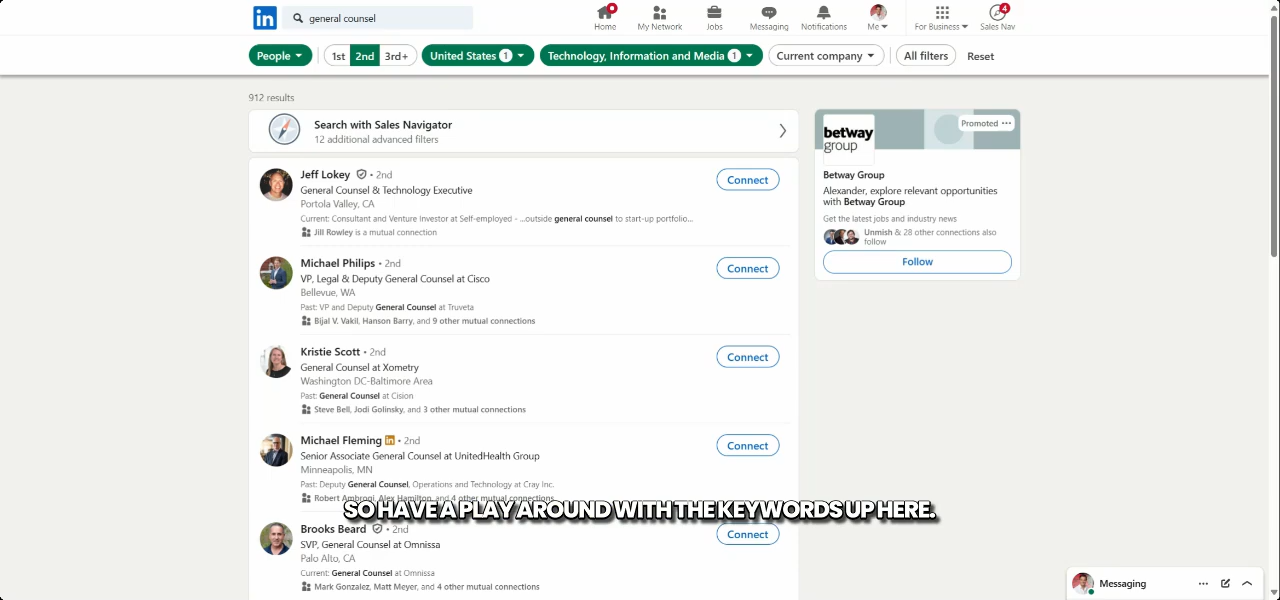 in
general counsel
Home
My Network
Jobs
Messaging
Notifications
Me
For Business
4
Sales Nav
People
1st
2nd
3rd+
United States 1
Technology, Information and Media 1
Current company
All filters
Reset
912 results
Search with Sales Navigator
12 additional advanced filters
Jeff Lokey • 2nd
General Counsel & Technology Executive
Portola Valley, CA
Current: Consultant and Venture Investor at Self-employed - ...outside general counsel to start-up portfolio...
Jill Rowley is a mutual connection
Connect
Michael Philips • 2nd
VP, Legal & Deputy General Counsel at Cisco
Bellevue, WA
Past: VP and Deputy General Counsel at Truveta
Bijal V. Vakil, Hanson Barry, and 9 other mutual connections
Connect
Kristie Scott • 2nd
General Counsel at Xometry
Washington DC-Baltimore Area
Past: General Counsel at Cision
Steve Bell, Jodi Golinsky, and 3 other mutual connections
Connect
Michael Fleming in • 2nd
Senior Associate General Counsel at UnitedHealth Group
Minneapolis, MN
Past: Deputy General Counsel, Operations and Technology at Cray Inc.
Robert Ambrogi, Alex Hamilton, and 4 other mutual connections
Connect
SO HAVE A PLAY AROUND WITH THE KEYWORDS UP HERE.
Brooks Beard • 2nd
SVP, General Counsel at Omnissa
Palo Alto, CA
Current: General Counsel at Omnissa
Mark Gonzalez, Matt Meyer, and 4 other mutual connections
Connect
betway
group
Promoted ···
Betway Group
Alexander, explore relevant opportunities
with Betway Group
Get the latest jobs and industry news
Unmish & 28 other connections also
follow
Follow
Messaging